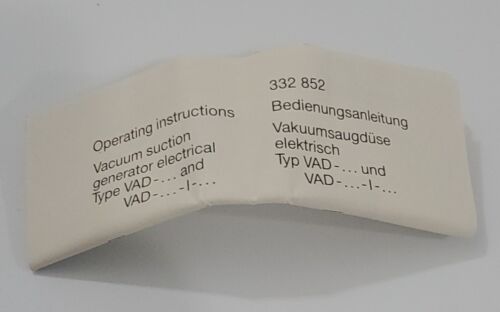 Operating instructions
Vacuum suction
generator electrical
Type VAD-... and
VAD-...-I-...
332 852
Bedienungsanleitung
Vakuumsaugdüse
elektrisch
Typ VAD-... und
VAD-...-I-...